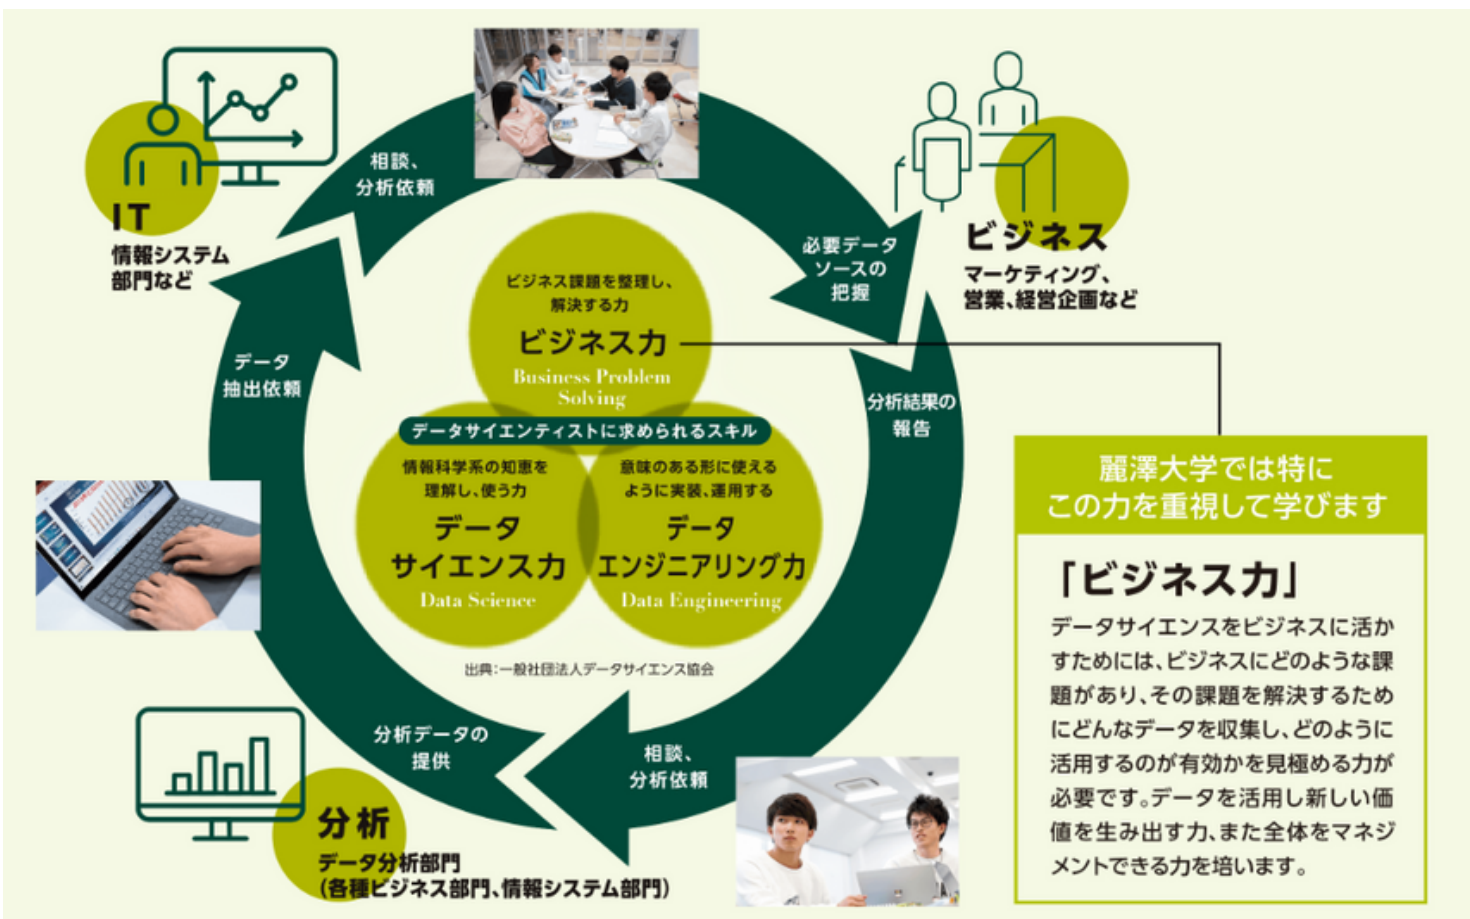 IT
情報システム
部門など
相談、
分析依頼
必要データ
ソースの
把握
ビジネス
マーケティング、
営業、経営企画など
データ
抽出依頼
ビジネス課題を整理し、
解決する力
ビジネス力
Business Problem
Solving
データサイエンティストに求められるスキル
情報科学系の知恵を
理解し、使う力
データ
サイエンス力
Data Science
意味のある形に使える
ように実装、運用する
データ
エンジニアリング力
Data Engineering
出典：一般社団法人データサイエンス協会
分析結果の
報告
分析データの
提供
相談、
分析依頼
分析
データ分析部門
（各種ビジネス部門、情報システム部門）
麗澤大学では特に
この力を重視して学びます
「ビジネス力」
データサイエンスをビジネスに活か
すためには、ビジネスにどのような課
題があり、その課題を解決するため
にどんなデータを収集し、どのように
活用するのが有効かを見極める力が
必要です。データを活用し新しい価
値を生み出す力、また全体をマネジ
メントできる力を培います。